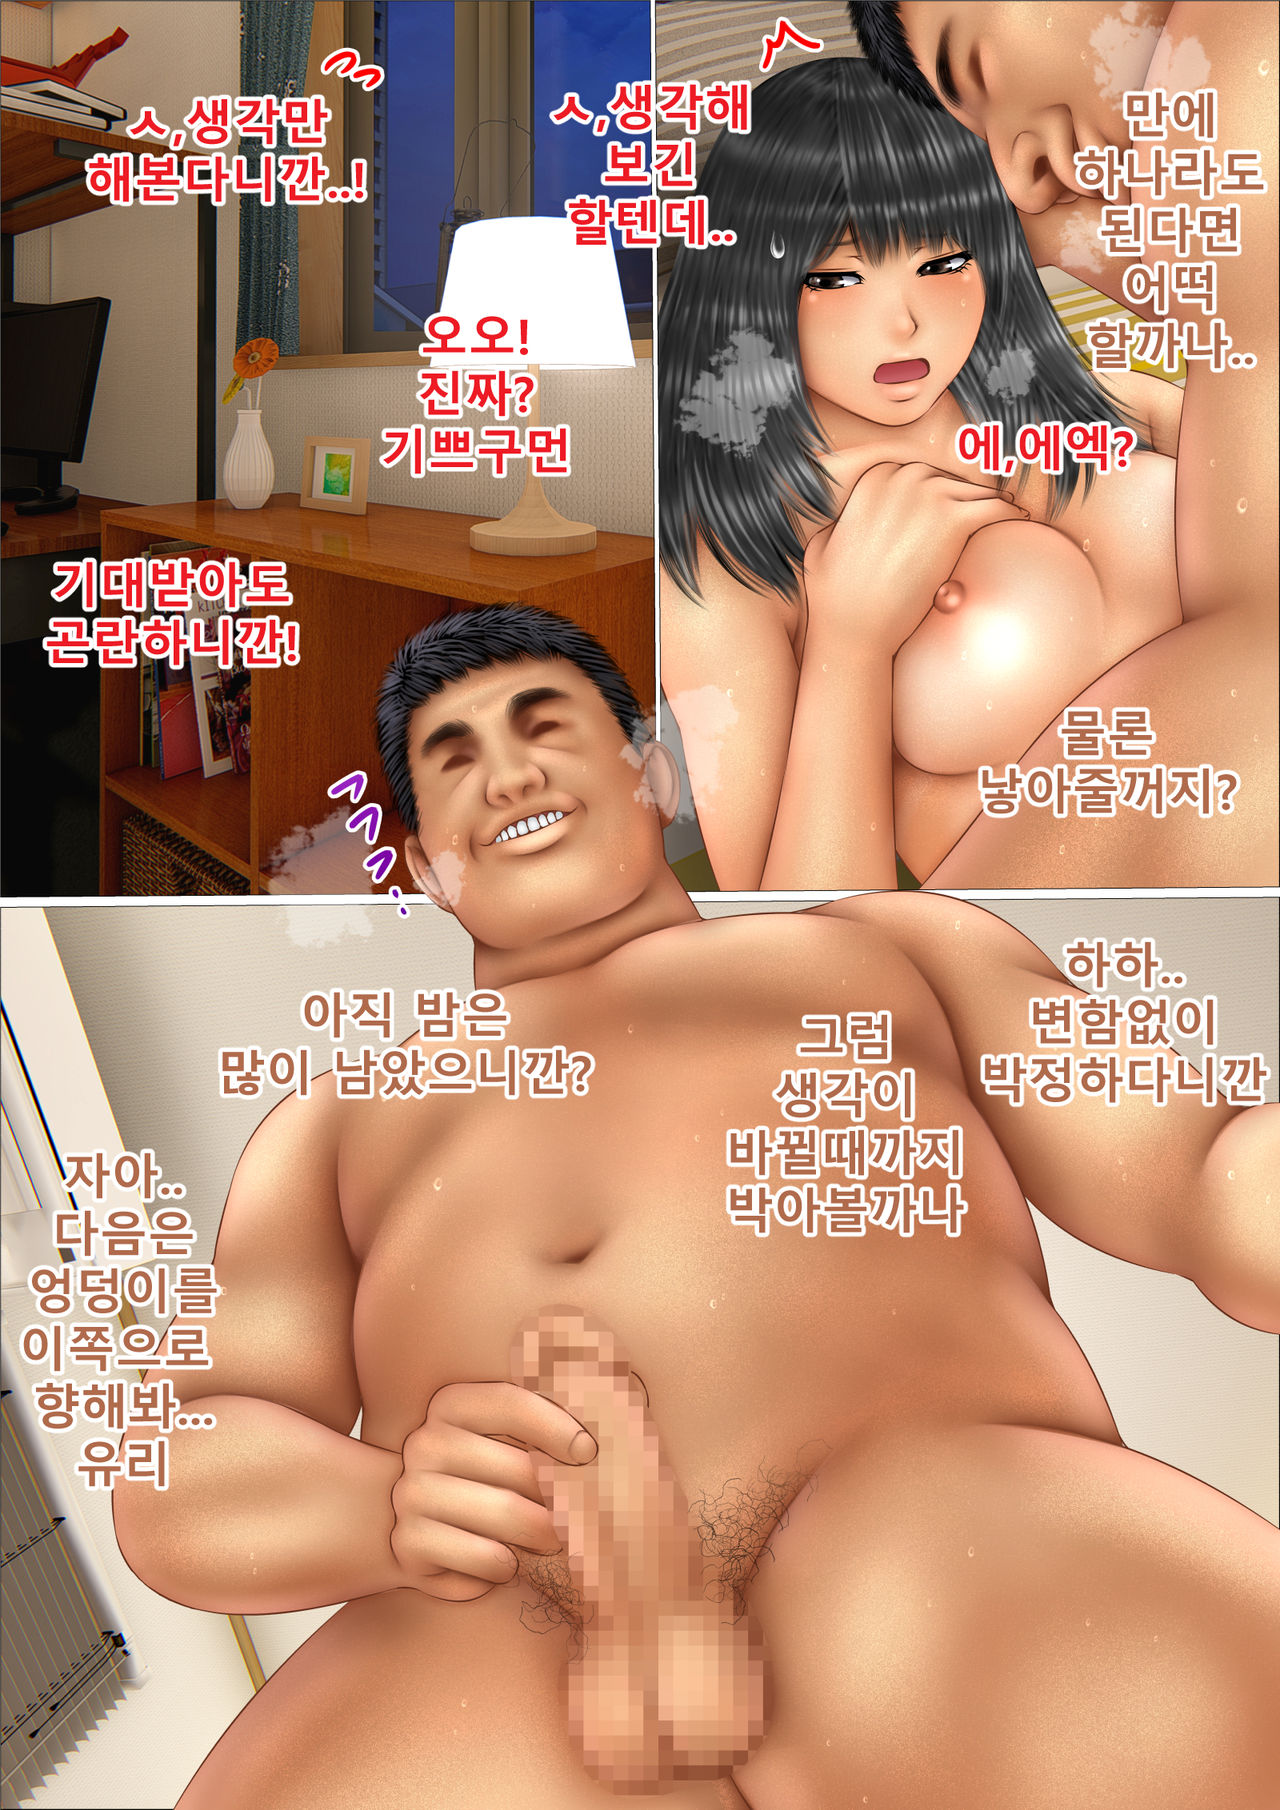 만에
하나라도
된다면
어떡
할까나..
에,에엑?
물론
낳아줄꺼지?
ㅅ,생각해
보긴
할텐데..
오오!
진짜?
기쁘구먼
ㅅ,생각만
해본다니깐..!
기대받아도
곤란하니깐!
하하..
변함없이
박정하다니깐
그럼
생각이
바뀔때까지
박아볼까나
아직 밤은
많이 남았으니깐?
자아..
다음은
엉덩이를
이쪽으로
향해봐...
유리